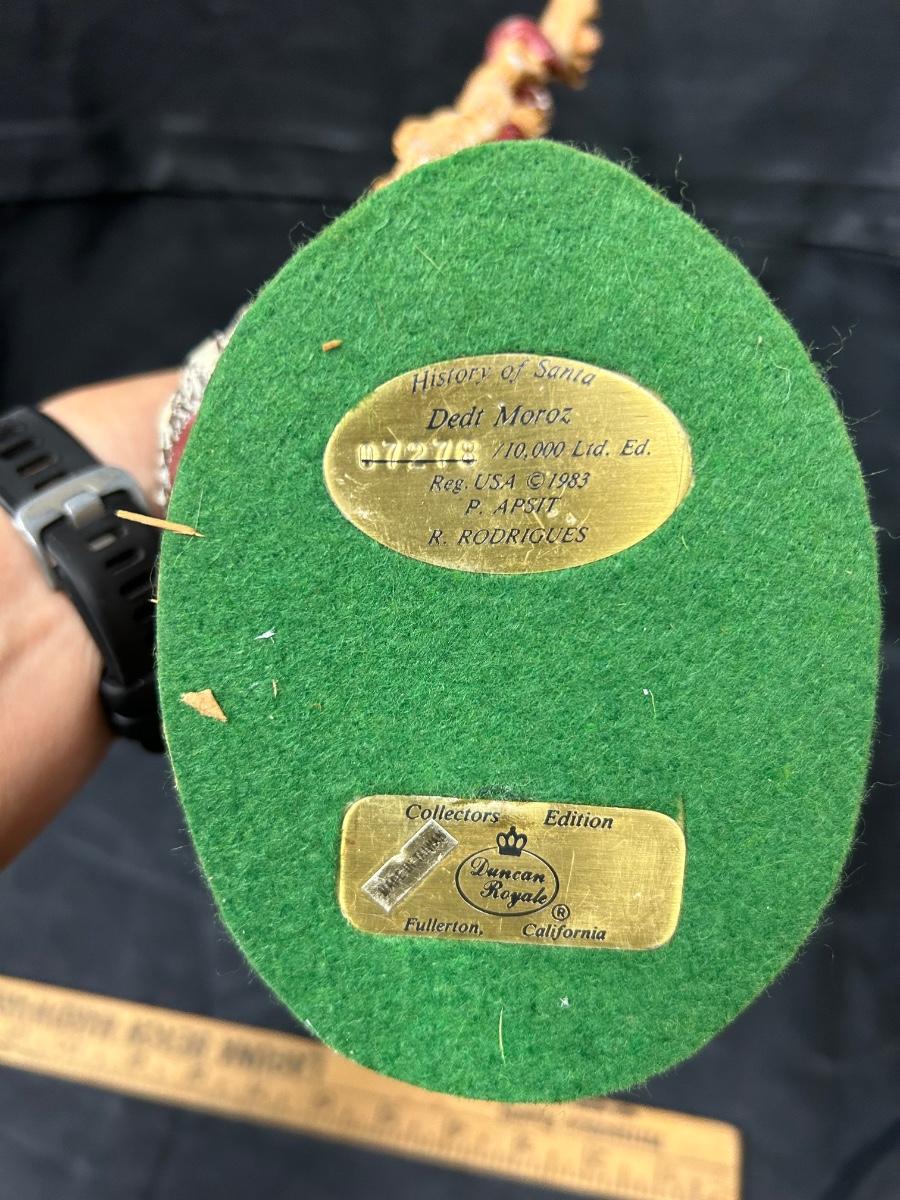 History of Santa
Dedt Moroz
07278 /10,000 Ltd. Ed.
Reg. USA ©1983
P. APSIT
R. RODRIGUES
Collectors Edition
Duncan
Royale ®
Fullerton, California